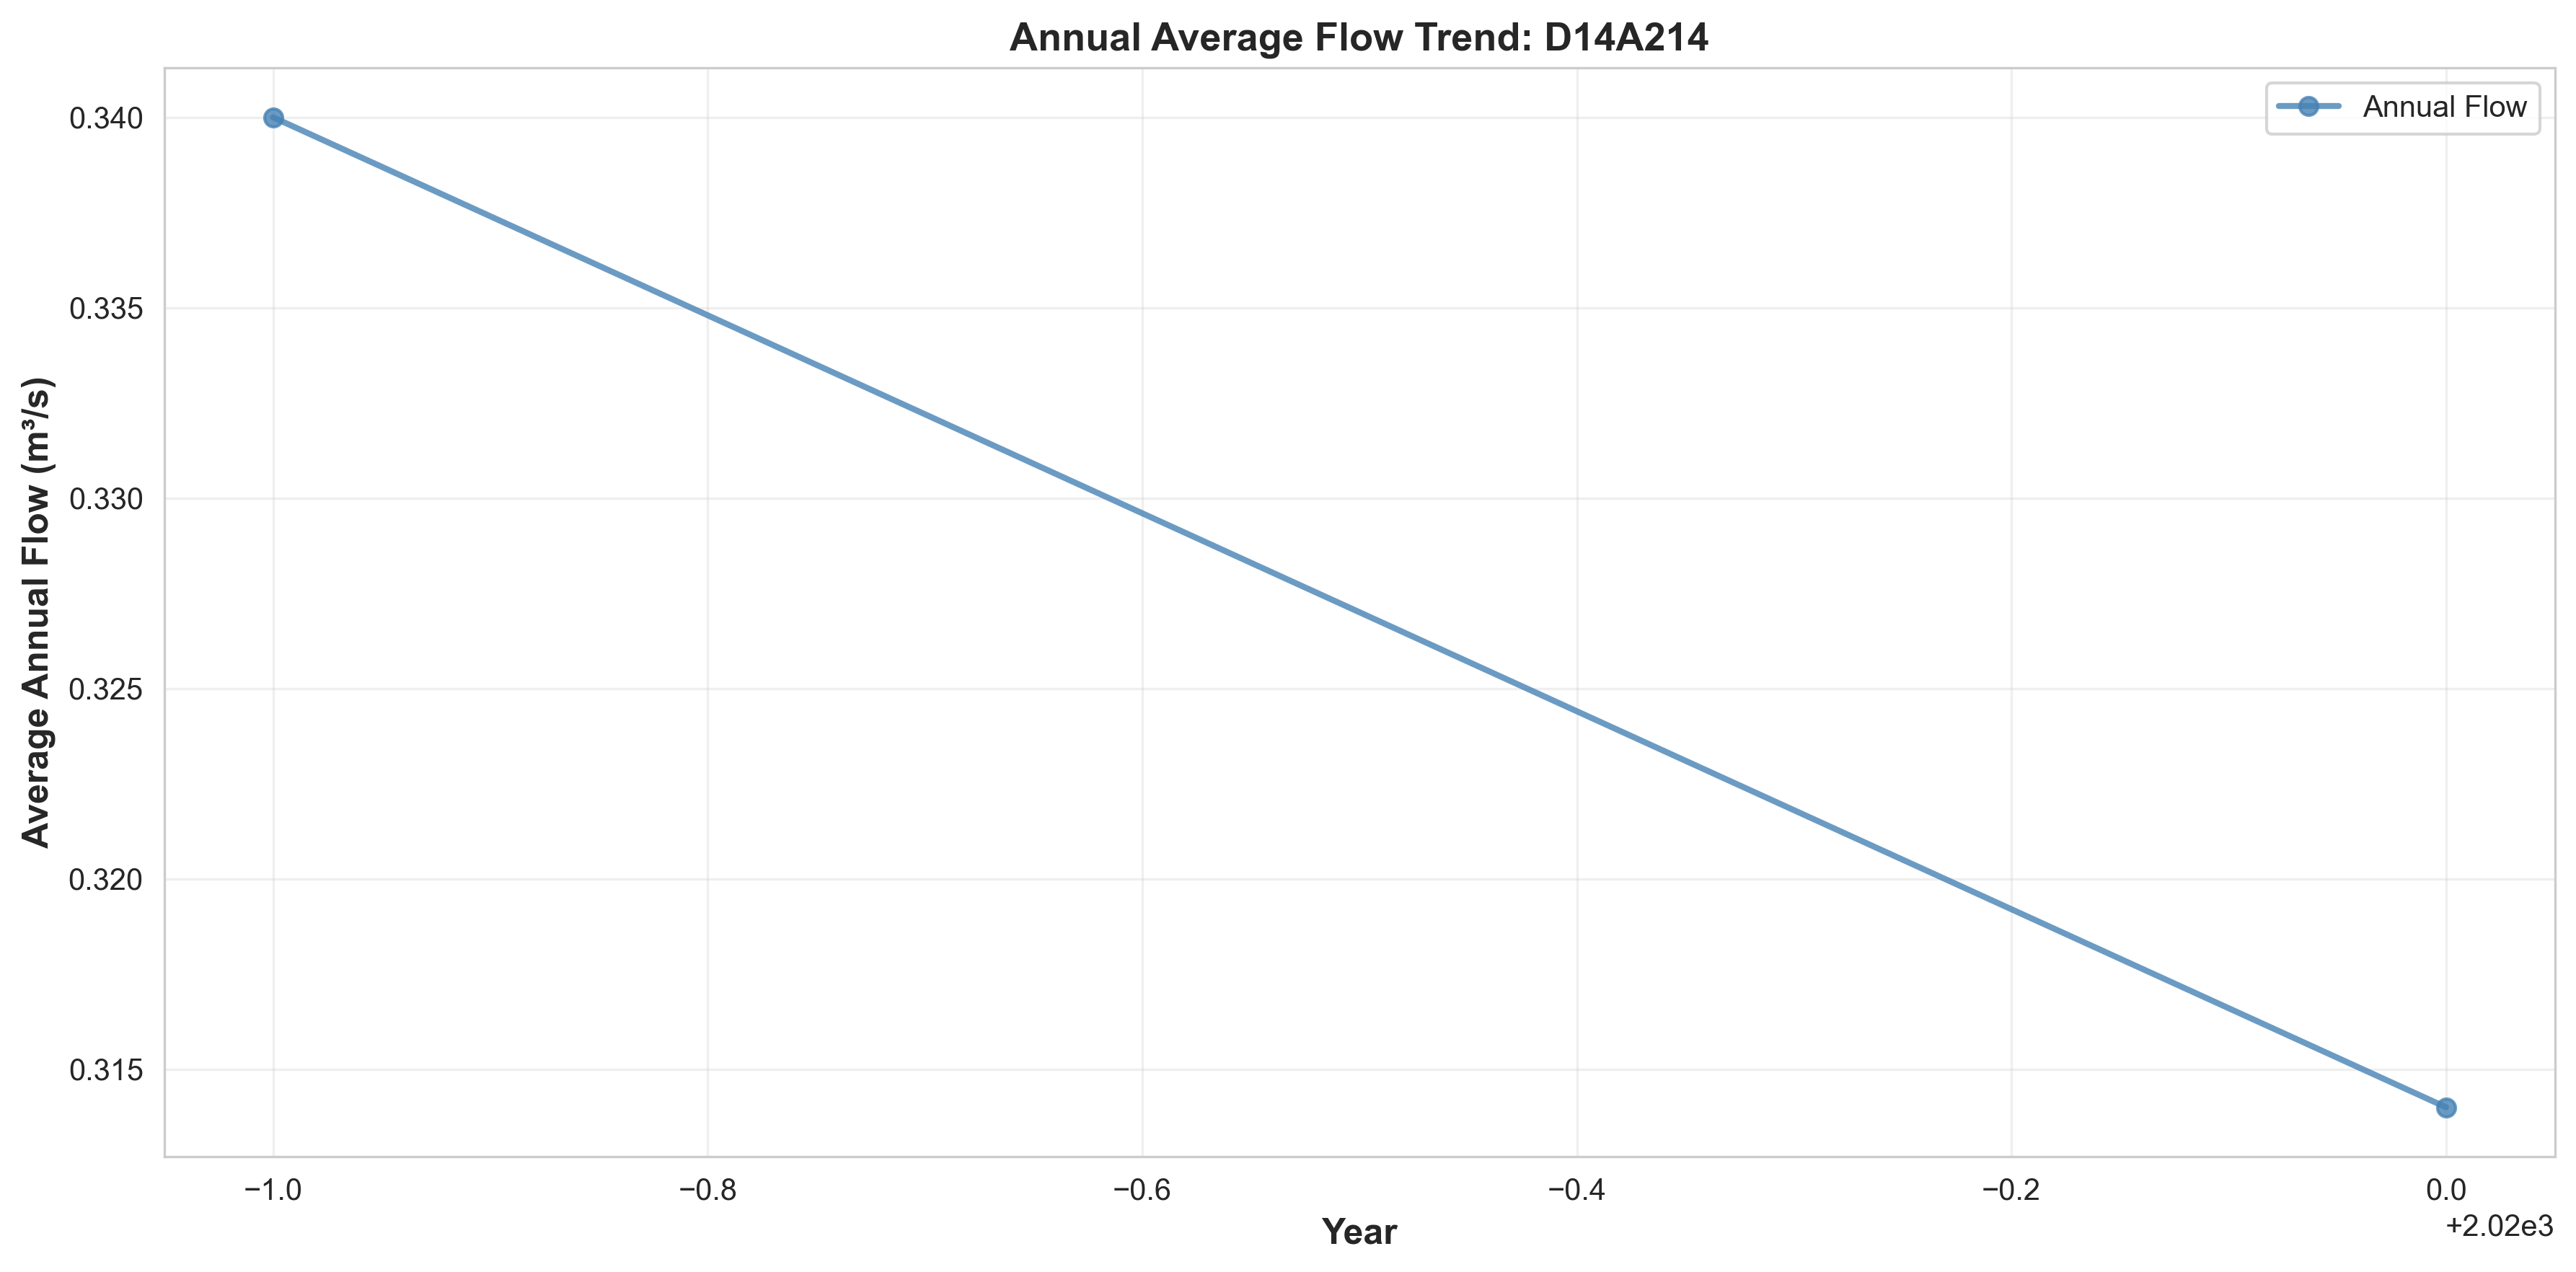 Annual Average Flow Trend: D14A214
Annual Flow
Average Annual Flow (m³/s)
0.340
0.335
0.330
0.325
0.320
0.315
−1.0 −0.8 −0.6 −0.4 −0.2 0.0
+2.02e3
Year